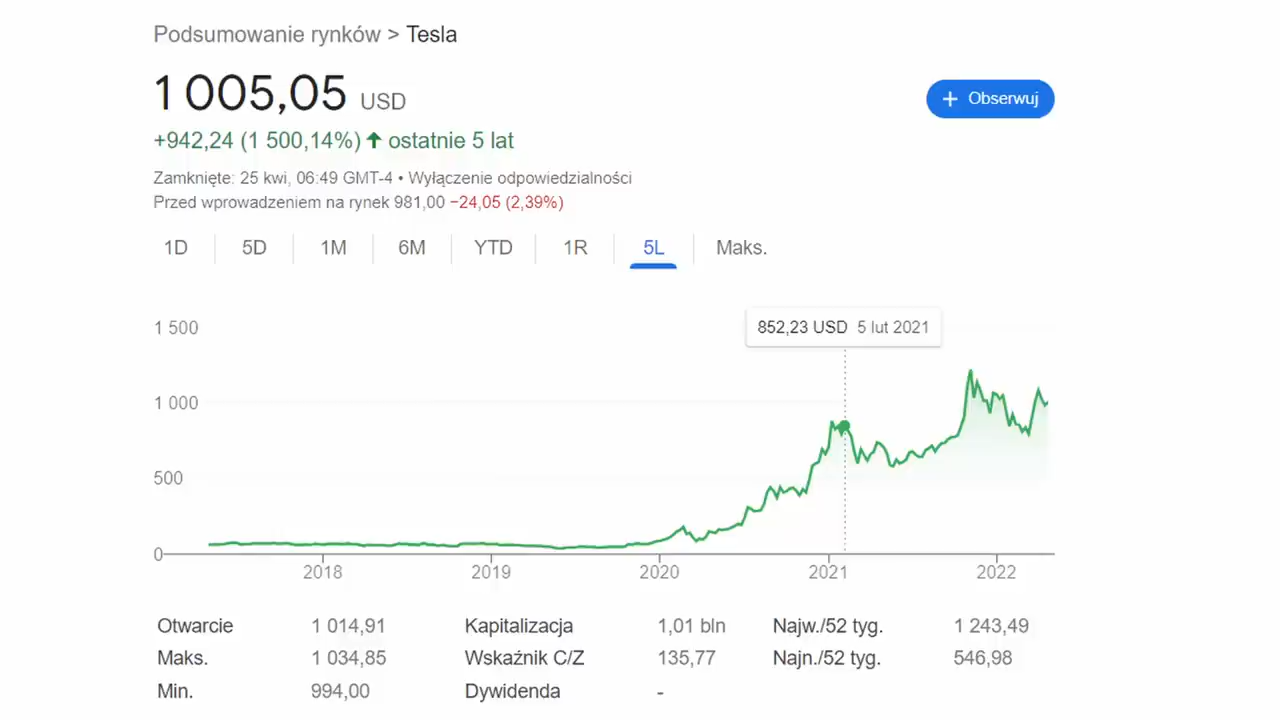 Podsumowanie rynków > Tesla
1 005,05 USD
+ Obserwuj
+942,24 (1 500,14%) ↑ ostatnie 5 lat
Zamknięte: 25 kwi, 06:49 GMT-4 • Wyłączenie odpowiedzialności
Przed wprowadzeniem na rynek 981,00 −24,05 (2,39%)
1D 5D 1M 6M YTD 1R 5L Maks.
852,23 USD 5 lut 2021
1 500
1 000
500
0
2018 2019 2020 2021 2022
Otwarcie 1 014,91 Kapitalizacja 1,01 bln Najw./52 tyg. 1 243,49
Maks. 1 034,85 Wskaźnik C/Z 135,77 Najn./52 tyg. 546,98
Min. 994,00 Dywidenda -